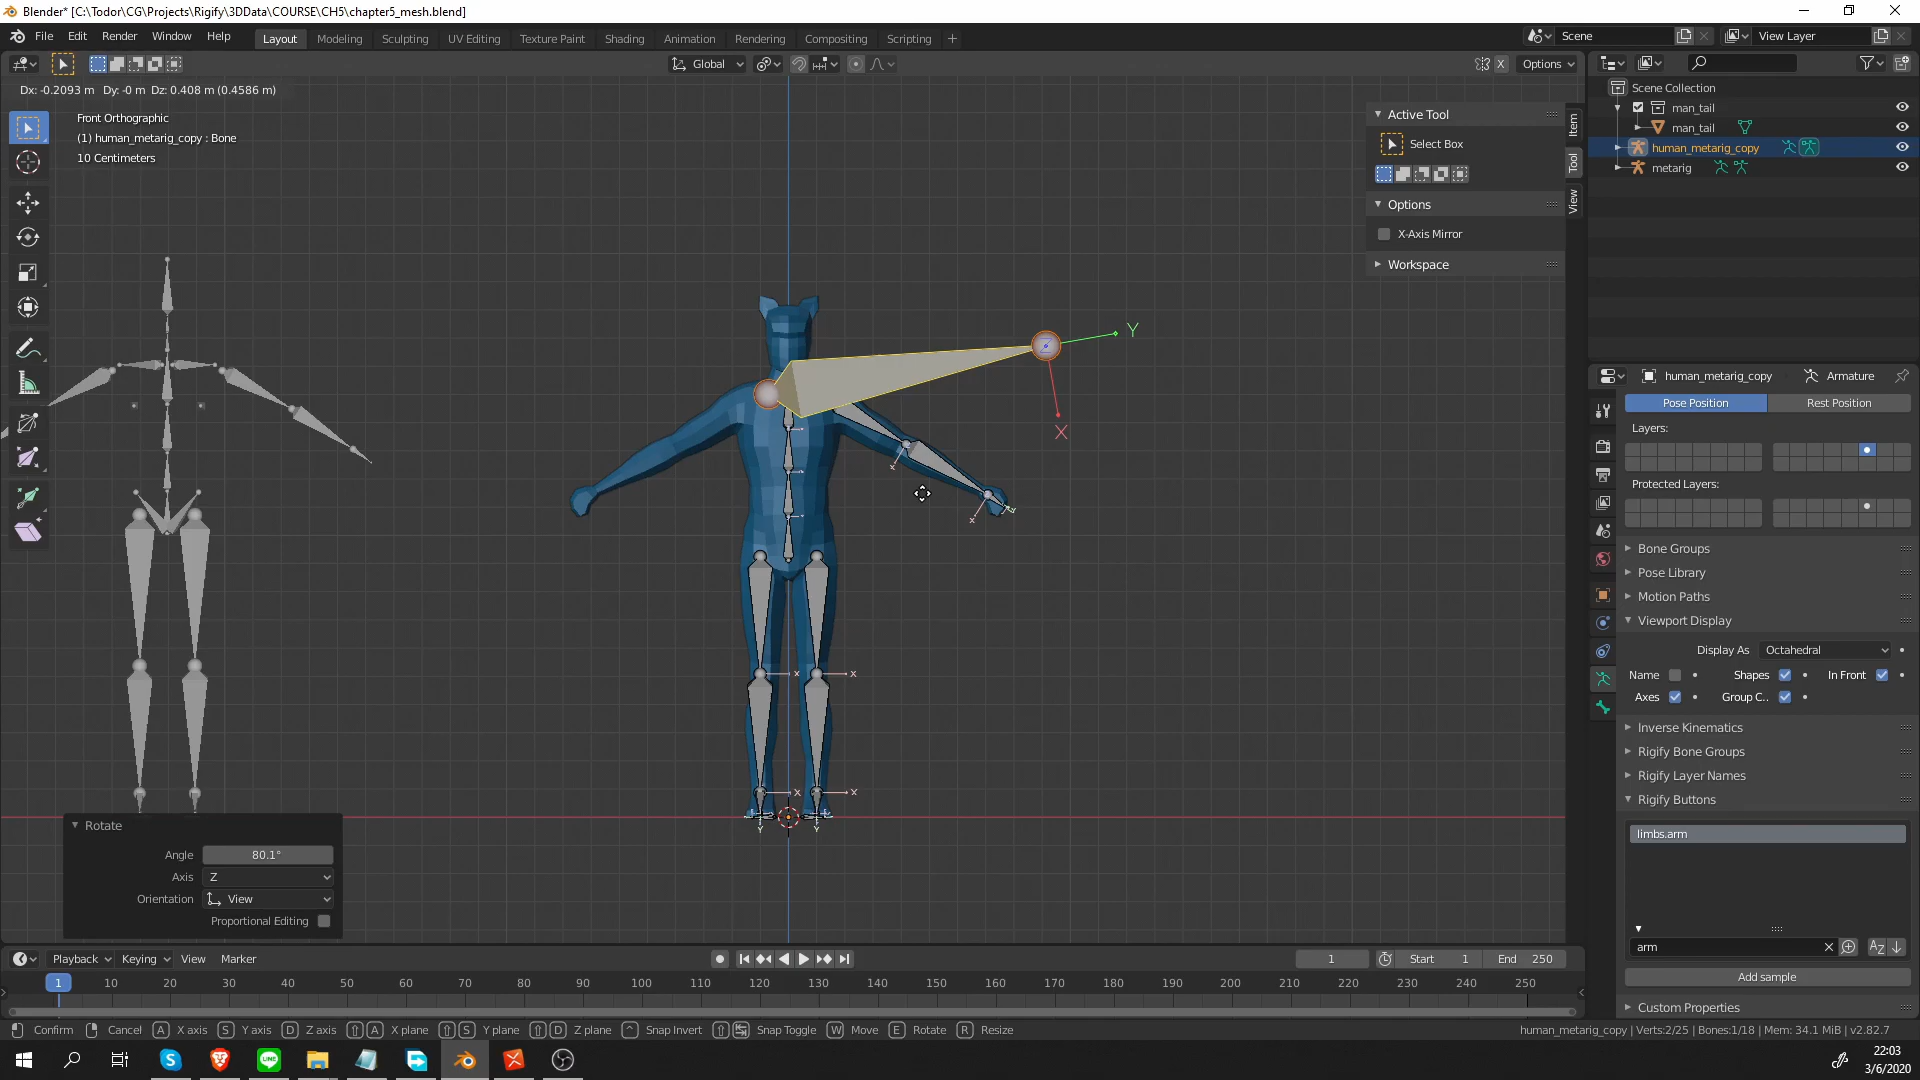 Blender* [C:\Todor\CG\Projects\Rigify\3DData\COURSE\CH5\chapter5_mesh.blend]
File Edit Render Window Help Layout Modeling Sculpting UV Editing Texture Paint Shading Animation Rendering Compositing Scripting +
Scene
View Layer
Global
X
Options
Dx: -0.2093 m Dy: -0 m Dz: 0.408 m (0.4586 m)
Front Orthographic
(1) human_metarig_copy : Bone
10 Centimeters
Active Tool
Select Box
Options
X-Axis Mirror
Workspace
Item
Tool
View
Scene Collection
man_tail
man_tail
human_metarig_copy
metarig
Y
Z
X
human_metarig_copy
Armature
Pose Position
Rest Position
Layers:
Protected Layers:
Bone Groups
Pose Library
Motion Paths
Viewport Display
Display As Octahedral
Name Shapes In Front
Axes Group C..
Inverse Kinematics
Rigify Bone Groups
Rigify Layer Names
Rigify Buttons
limbs.arm
arm
AZ
Add sample
Custom Properties
x
x
x
x
x
x
Y
Y
Rotate
Angle 80.1°
Axis Z
Orientation View
Proportional Editing
Playback Keying View Marker
1
Start 1
End 250
1 10 20 30 40 50 60 70 80 90 100 110 120 130 140 150 160 170 180 190 200 210 220 230 240 250
Confirm Cancel A X axis S Y axis D Z axis A X plane S Y plane D Z plane ^ Snap Invert Snap Toggle W Move E Rotate R Resize
human_metarig_copy | Verts:2/25 | Bones:1/18 | Mem: 34.1 MiB | v2.82.7
LINE
22:03
3/6/2020